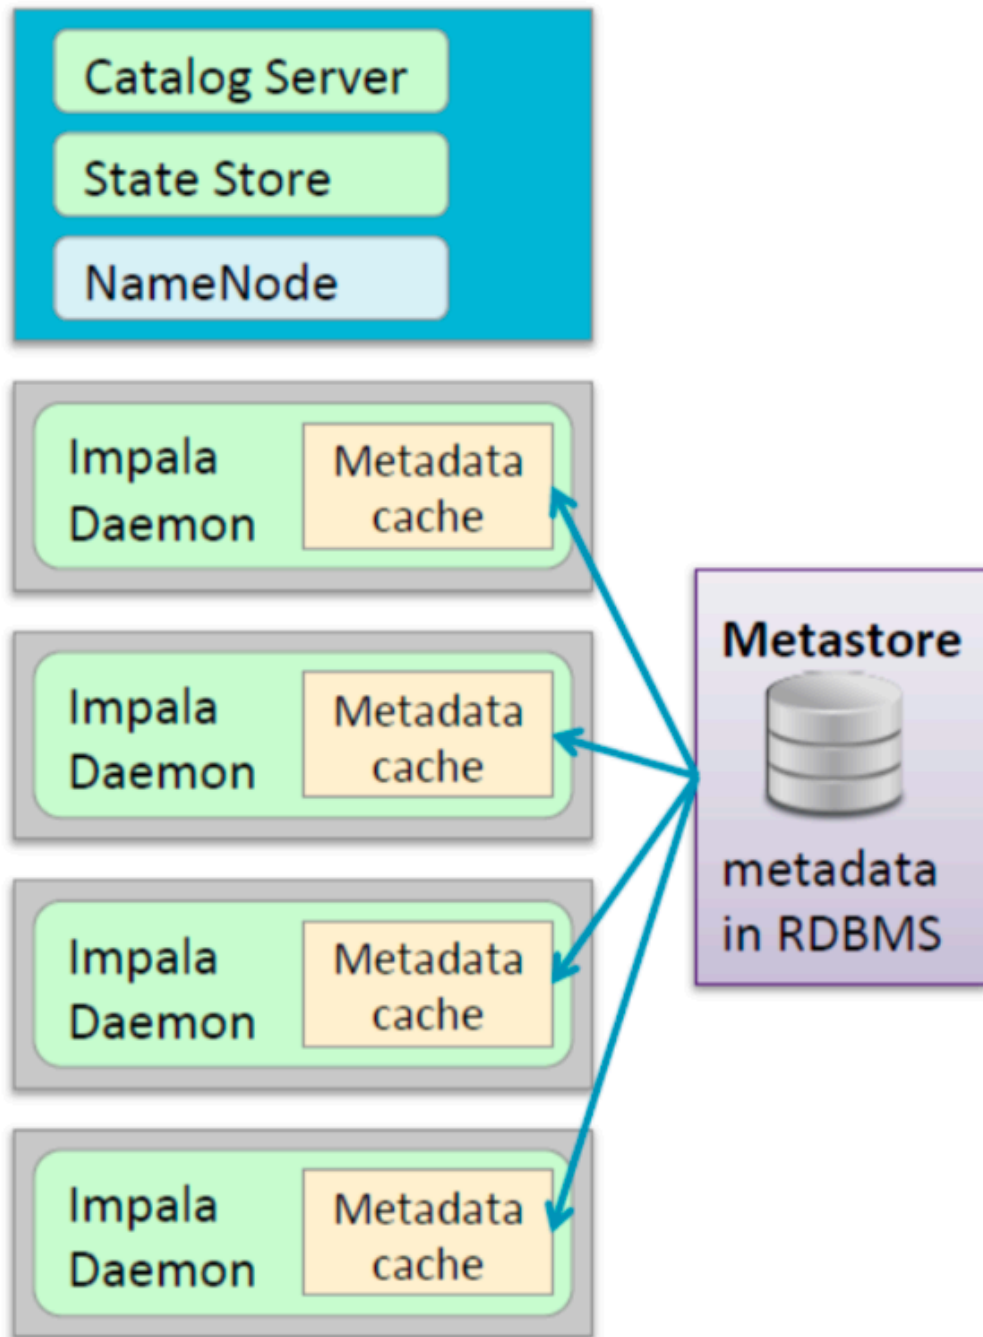 Catalog Server
State Store
NameNode
Impala
Daemon
Metadata
cache
Impala
Daemon
Metadata
cache
Metastore
metadata
in RDBMS
Impala
Daemon
Metadata
cache
Impala
Daemon
Metadata
cache